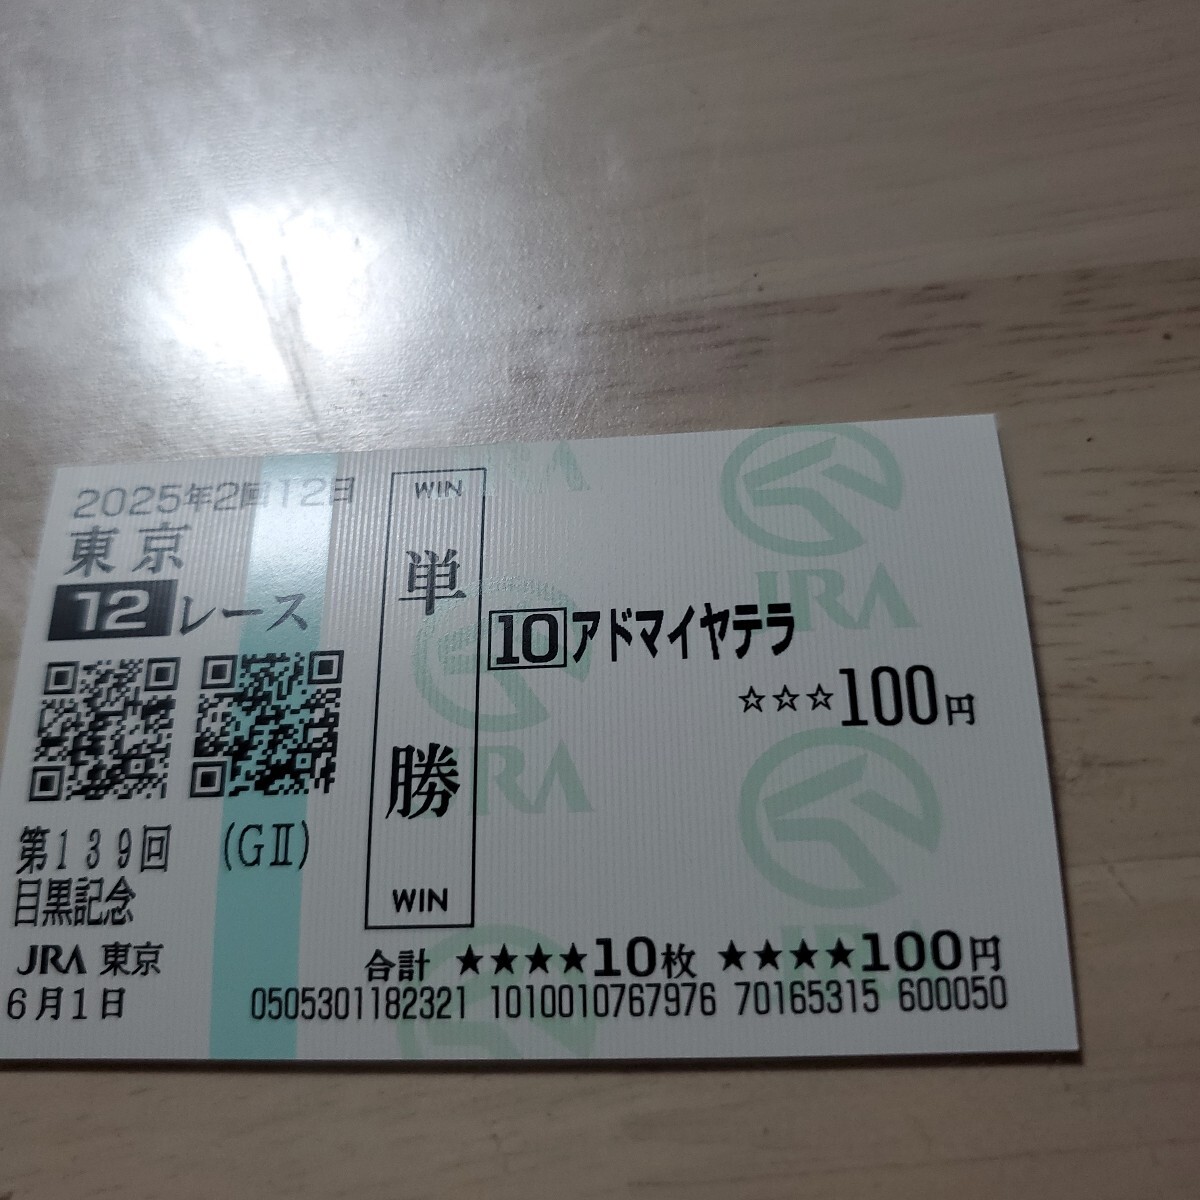 2025年2回12日
東京
12レース
第139回 (GⅡ)
目黒記念
JRA 東京
6月1日
WIN
単勝
WIN
10 アドマイヤテラ
☆☆☆100円
合計 ★★★★10枚 ★★★★100円
0505301182321 1010010767976 70165315 600050
JRA
JRA
JRA